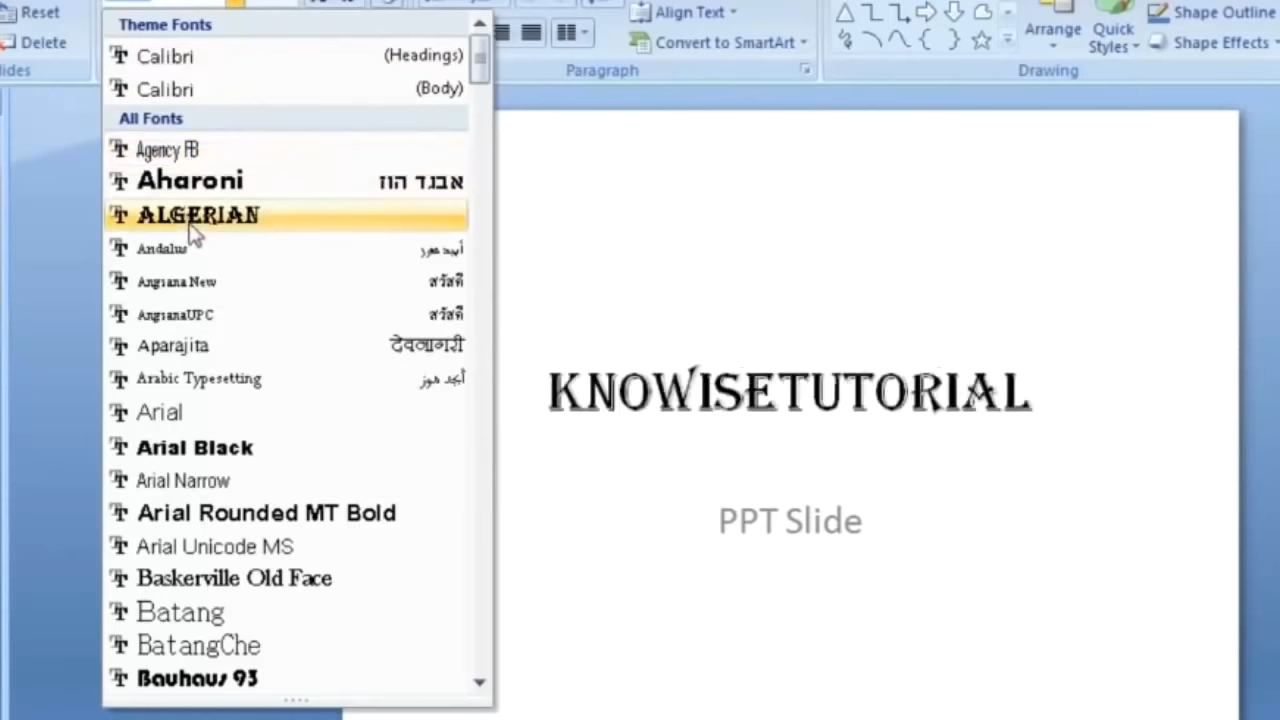 Reset
Delete
lides
Align Text
Convert to SmartArt
Paragraph
Arrange
Quick
Styles
Shape Outline
Shape Effects
Drawing
Theme Fonts
Calibri (Headings)
Calibri (Body)
All Fonts
Agency FB
Aharoni אבגד הוז
ALGERIAN
Andalus أبجد هوز
Angsana New สวัสดี
AngsanaUPC สวัสดี
Aparajita देवनागरी
Arabic Typesetting أبجد هوز
Arial
Arial Black
Arial Narrow
Arial Rounded MT Bold
Arial Unicode MS
Baskerville Old Face
Batang
BatangChe
Bauhaus 93
KNOWISETUTORIAL
PPT Slide